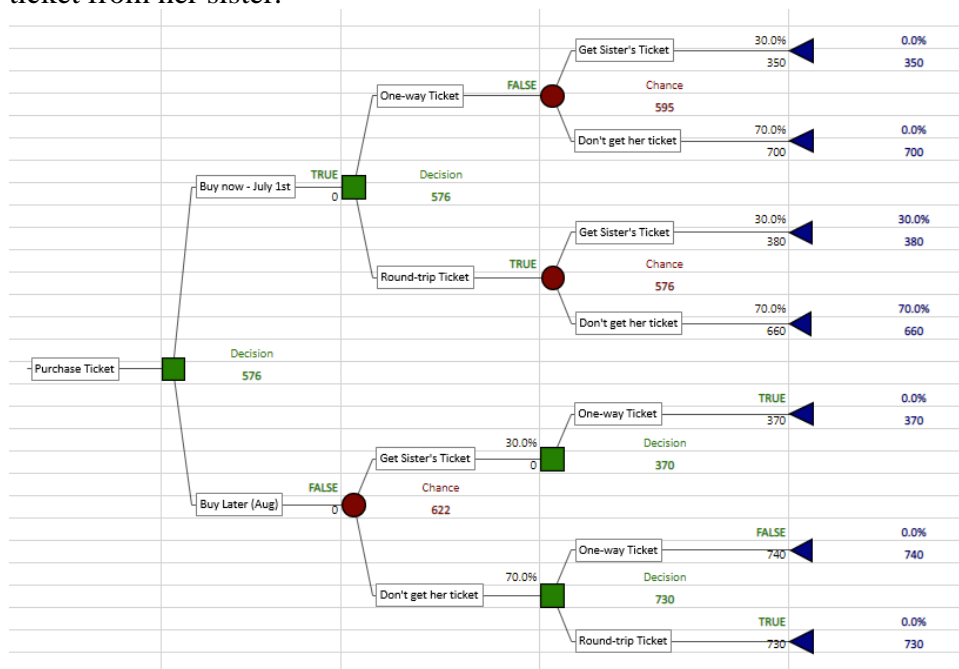 ticket from her sister.
30.0%
0.0%
Get Sister's Ticket
350
350
FALSE
Chance
One-way Ticket
595
70.0%
0.0%
Don't get her ticket
700
700
TRUE
Decision
Buy now - July 1st
0
576
30.0%
30.0%
Get Sister's Ticket
380
380
TRUE
Chance
Round-trip Ticket
576
70.0%
70.0%
Don't get her ticket
660
660
Decision
Purchase Ticket
576
TRUE
0.0%
One-way Ticket
370
370
30.0%
Decision
Get Sister's Ticket
0
370
FALSE
Chance
Buy Later (Aug)
0
622
FALSE
0.0%
One-way Ticket
740
740
70.0%
Decision
Don't get her ticket
730
TRUE
0.0%
Round-trip Ticket
730
730